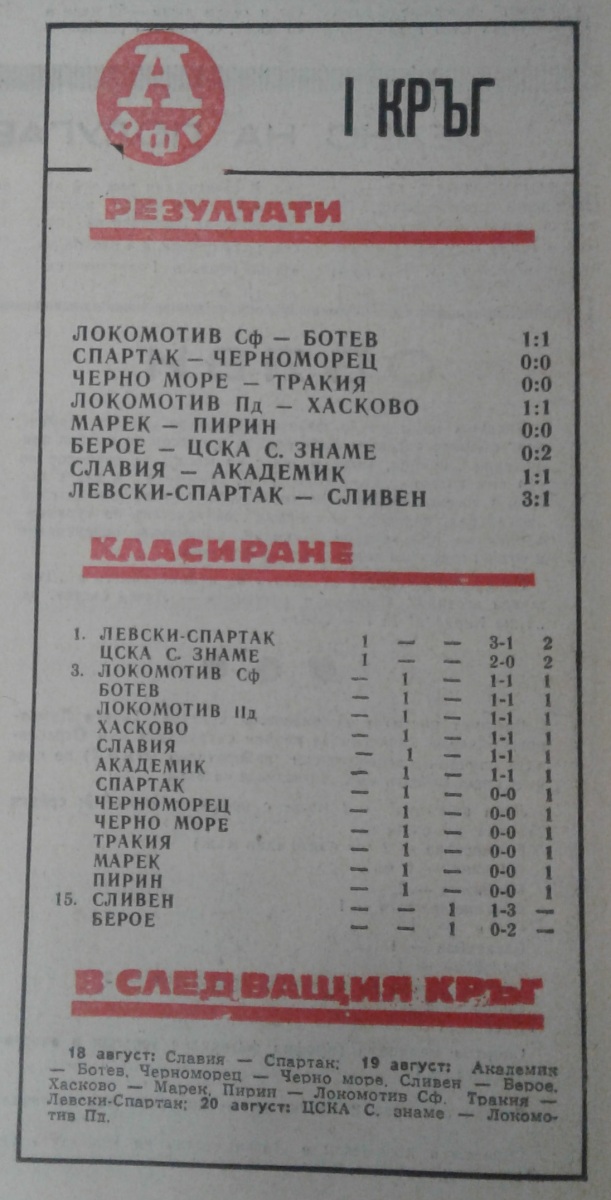 А
РФГ
I КРЪГ
РЕЗУЛТАТИ
ЛОКОМОТИВ Сф — БОТЕВ 1:1
СПАРТАК — ЧЕРНОМОРЕЦ 0:0
ЧЕРНО МОРЕ — ТРАКИЯ 0:0
ЛОКОМОТИВ Пд — ХАСКОВО 1:1
МАРЕК — ПИРИН 0:0
БЕРОЕ — ЦСКА С. ЗНАМЕ 0:2
СЛАВИЯ — АКАДЕМИК 1:1
ЛЕВСКИ-СПАРТАК — СЛИВЕН 3:1
КЛАСИРАНЕ
1. ЛЕВСКИ-СПАРТАК 1 — — 3-1 2
ЦСКА С. ЗНАМЕ 1 — — 2-0 2
3. ЛОКОМОТИВ Сф — 1 — 1-1 1
БОТЕВ — 1 — 1-1 1
ЛОКОМОТИВ Пд — 1 — 1-1 1
ХАСКОВО — 1 — 1-1 1
СЛАВИЯ — 1 — 1-1 1
АКАДЕМИК — 1 — 1-1 1
СПАРТАК — 1 — 0-0 1
ЧЕРНОМОРЕЦ — 1 — 0-0 1
ЧЕРНО МОРЕ — 1 — 0-0 1
ТРАКИЯ — 1 — 0-0 1
МАРЕК — 1 — 0-0 1
ПИРИН — 1 — 0-0 1
15. СЛИВЕН — — 1 1-3 —
БЕРОЕ — — 1 0-2 —
В СЛЕДВАЩИЯ КРЪГ
18 август: Славия — Спартак; 19 август: Академик
— Ботев, Черноморец — Черно море, Сливен — Берое,
Хасково — Марек, Пирин — Локомотив Сф, Тракия —
Левски-Спартак; 20 август: ЦСКА С. знаме — Локомо-
тив Пд.